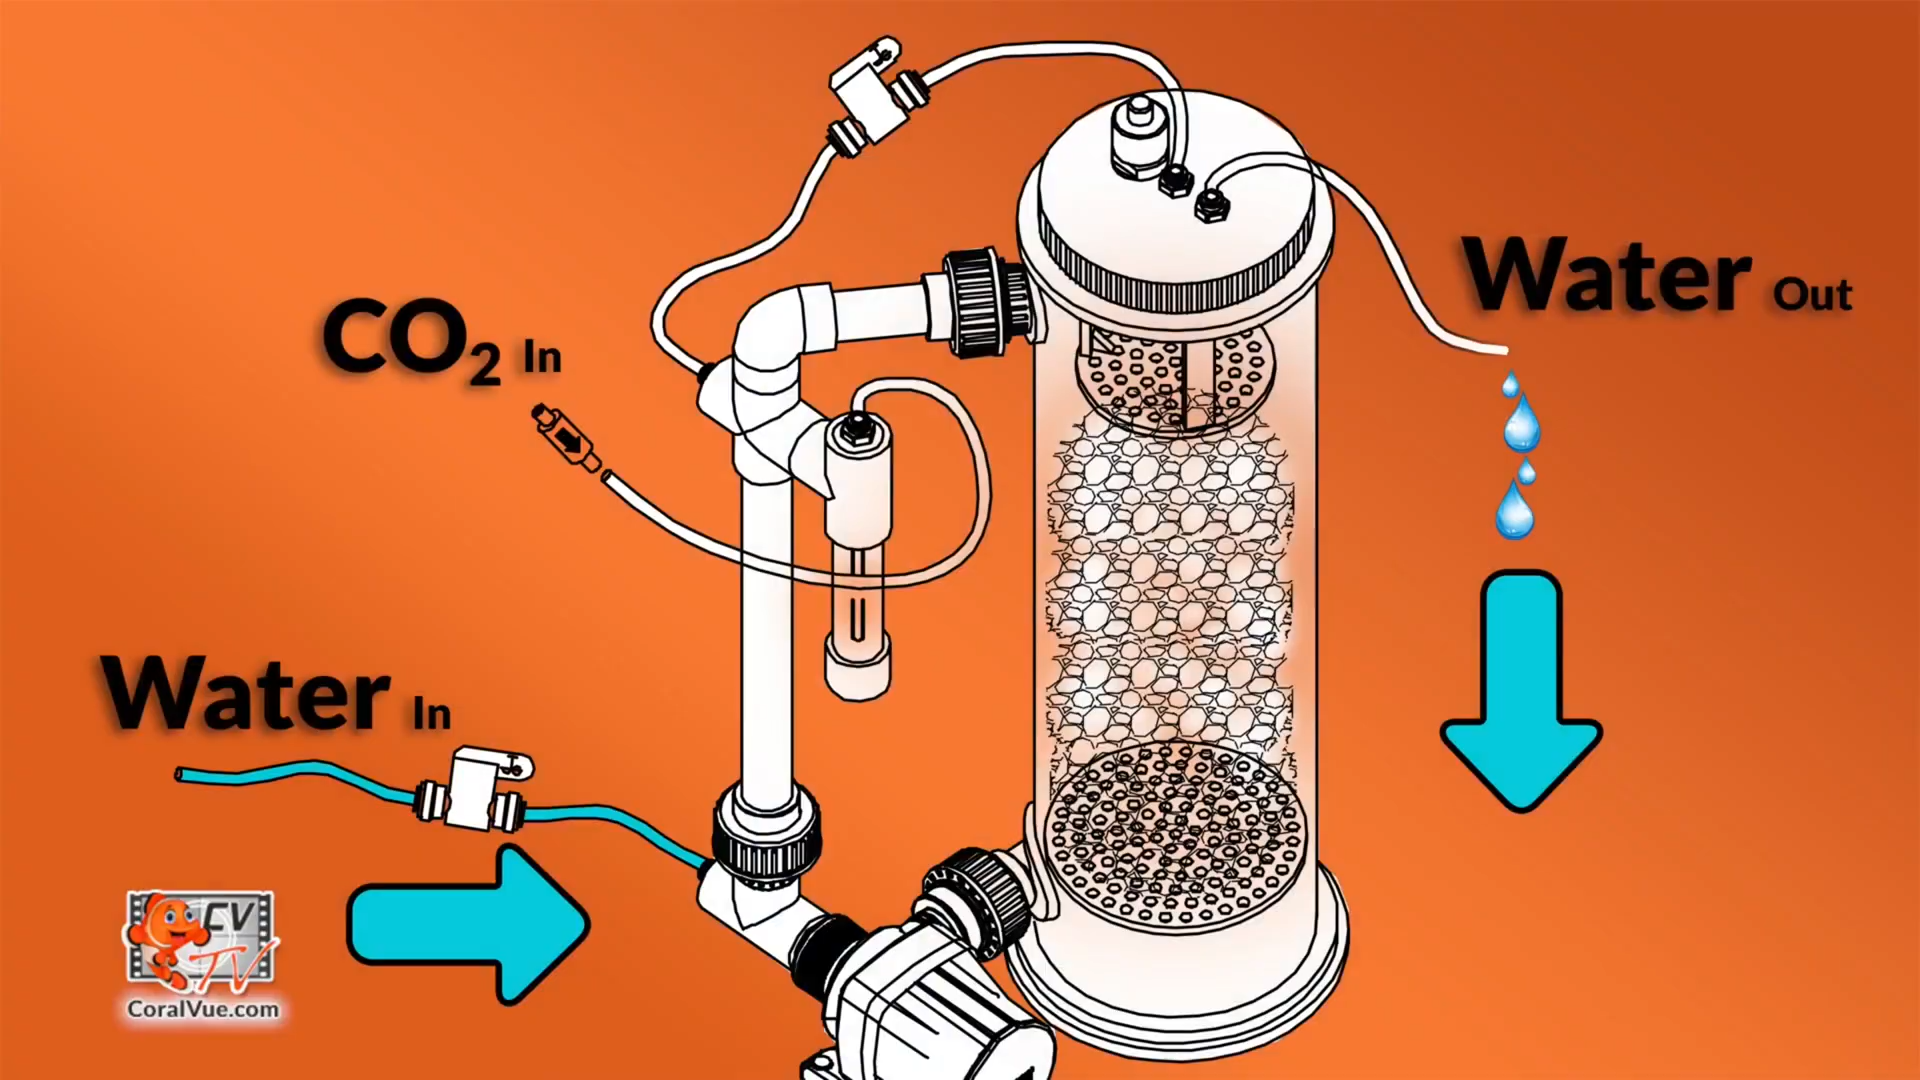 Water Out
CO2 In
Water In
CV
TV
CoralVue.com